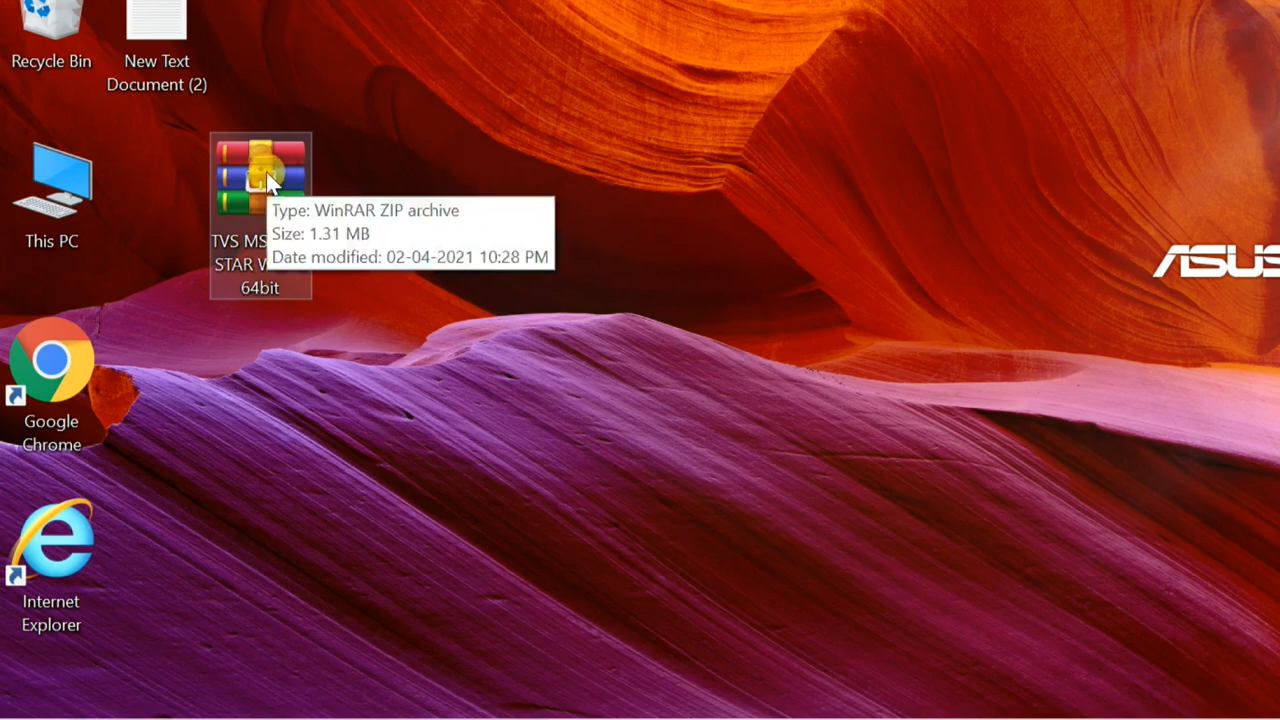 Recycle Bin
New Text
Document (2)
This PC
TVS MS
STAR
64bit
Type: WinRAR ZIP archive
Size: 1.31 MB
Date modified: 02-04-2021 10:28 PM
ASUS
Google
Chrome
Internet
Explorer